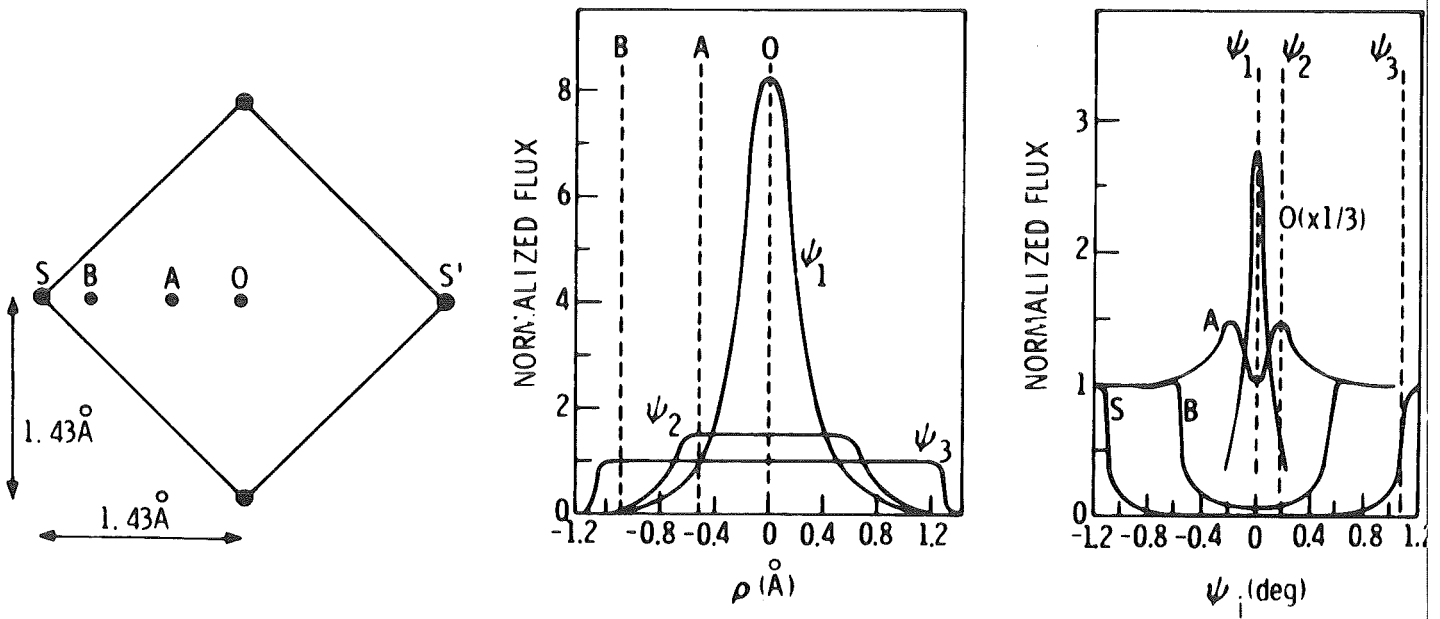 S
B
A
O
S'
1.43Å
1.43Å
NORMALIZED FLUX
8
6
4
2
0
B
A
O
ψ1
ψ2
ψ3
-1.2 -0.8 -0.4 0 0.4 0.8 1.2
ρ(Å)
NORMALIZED FLUX
3
2
1
0
ψ1
ψ2
ψ3
O(x1/3)
A
S
B
-1.2 -0.8 -0.4 0 0.4 0.8
ψi(deg)